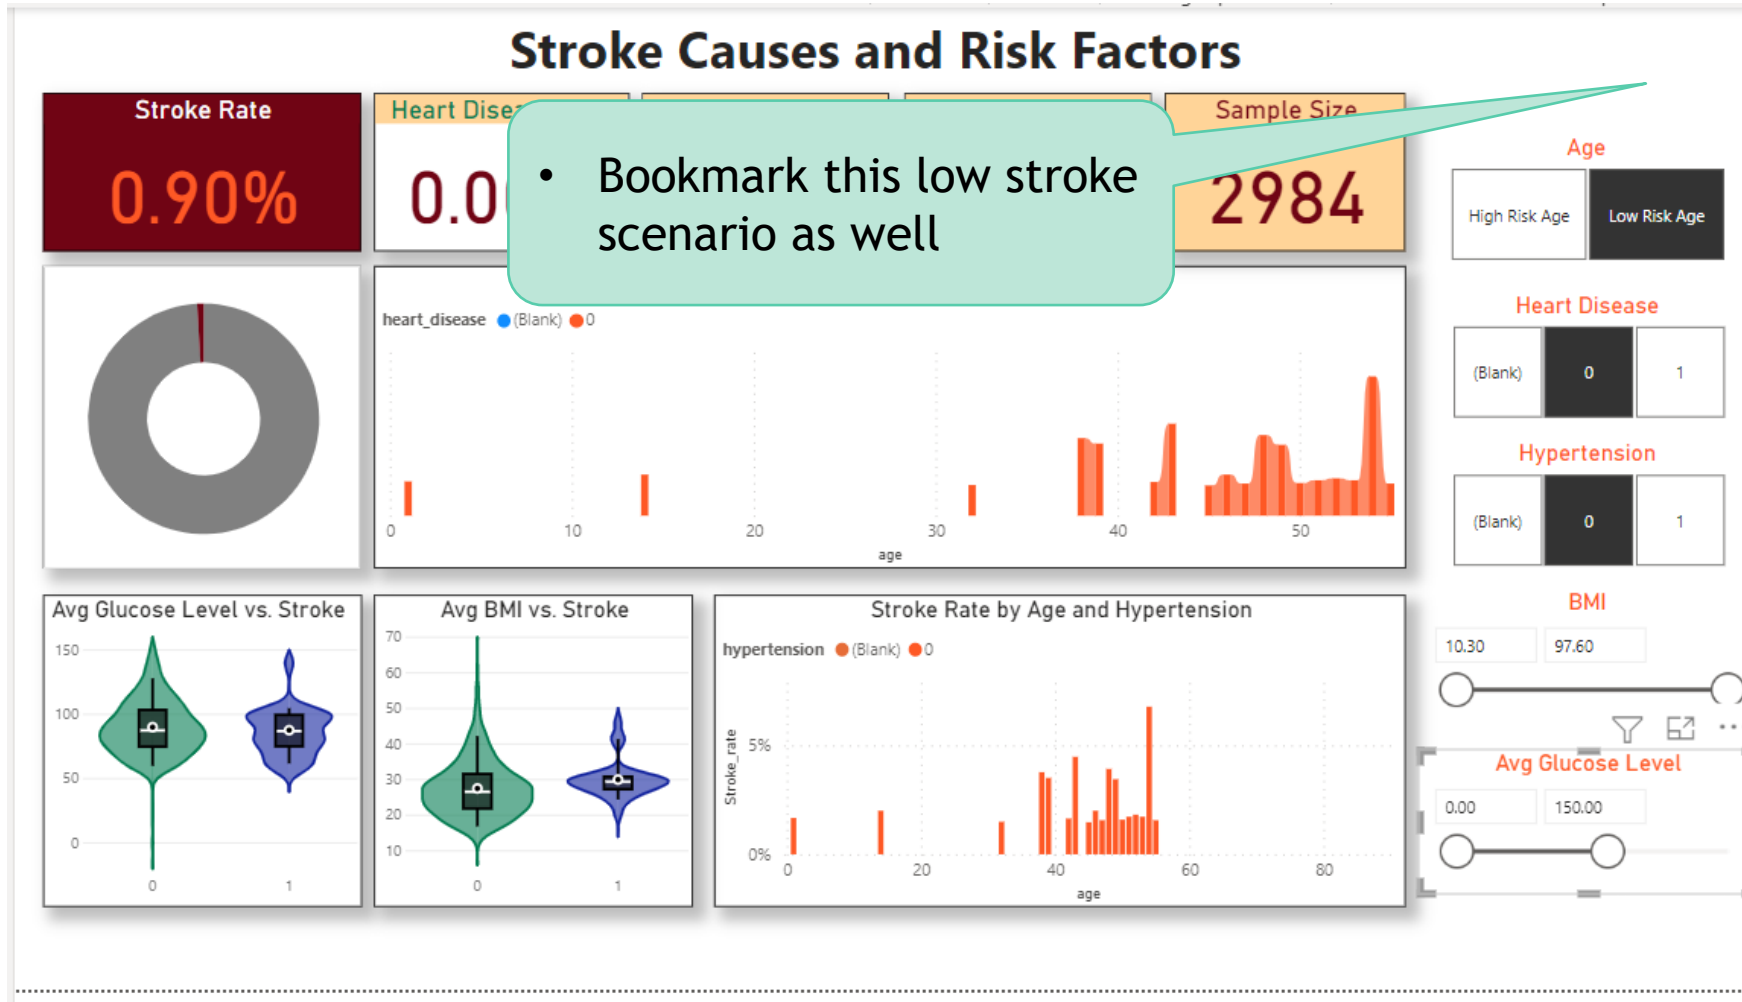 Stroke Causes and Risk Factors
Stroke Rate
0.90%
Heart Disea
0.0
• Bookmark this low stroke
scenario as well
Sample Size
2984
Age
High Risk Age
Low Risk Age
heart_disease (Blank) 0
0 10 20 30 40 50
age
Heart Disease
(Blank) 0 1
Hypertension
(Blank) 0 1
Avg Glucose Level vs. Stroke
150
100
50
0
0 1
Avg BMI vs. Stroke
70
60
50
40
30
20
10
0 1
Stroke Rate by Age and Hypertension
hypertension (Blank) 0
Stroke_rate
5%
0%
0 20 40 60 80
age
BMI
10.30 97.60
Avg Glucose Level
0.00 150.00